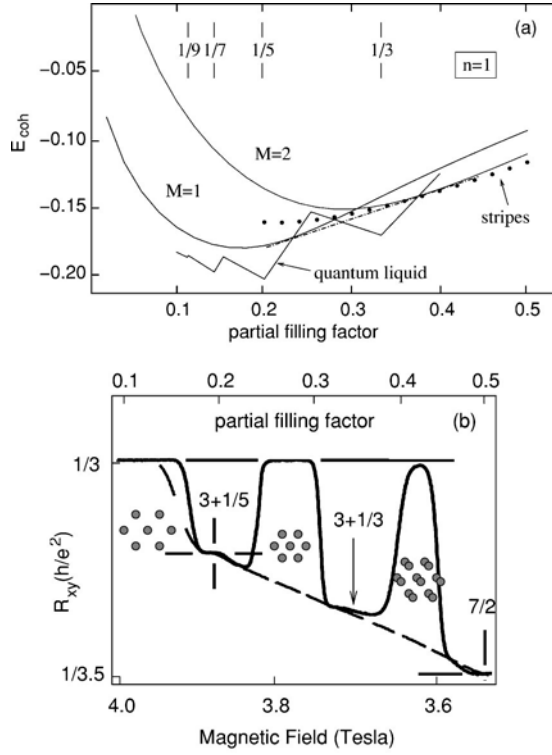 (a)
1/9 1/7 1/5 1/3
n=1
−0.05
−0.10
−0.15
−0.20
E_coh
M=2
M=1
stripes
quantum liquid
0.1 0.2 0.3 0.4 0.5
partial filling factor
0.1 0.2 0.3 0.4 0.5
partial filling factor
(b)
1/3
3+1/5
3+1/3
7/2
R_xy(h/e²)
1/3.5
4.0 3.8 3.6
Magnetic Field (Tesla)